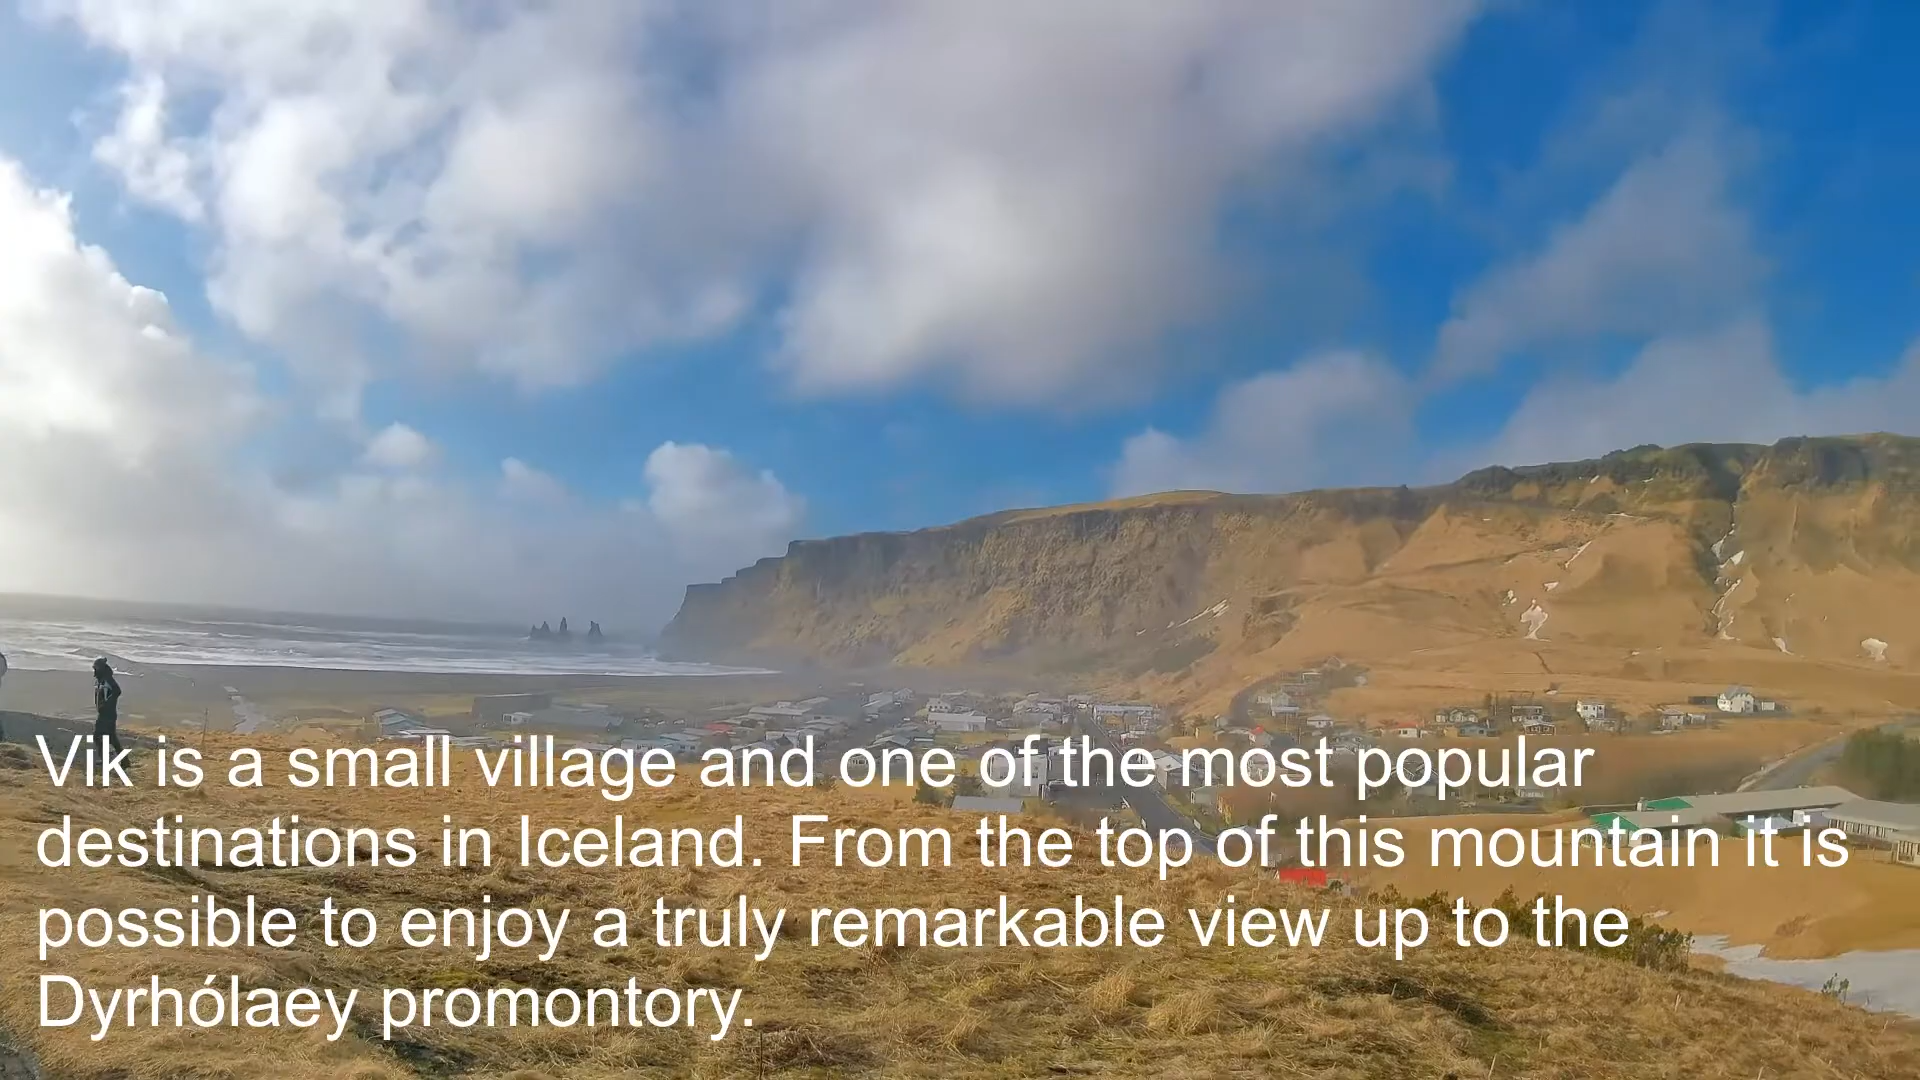 Vik is a small village and one of the most popular
destinations in Iceland. From the top of this mountain it is
possible to enjoy a truly remarkable view up to the
Dyrhólaey promontory.